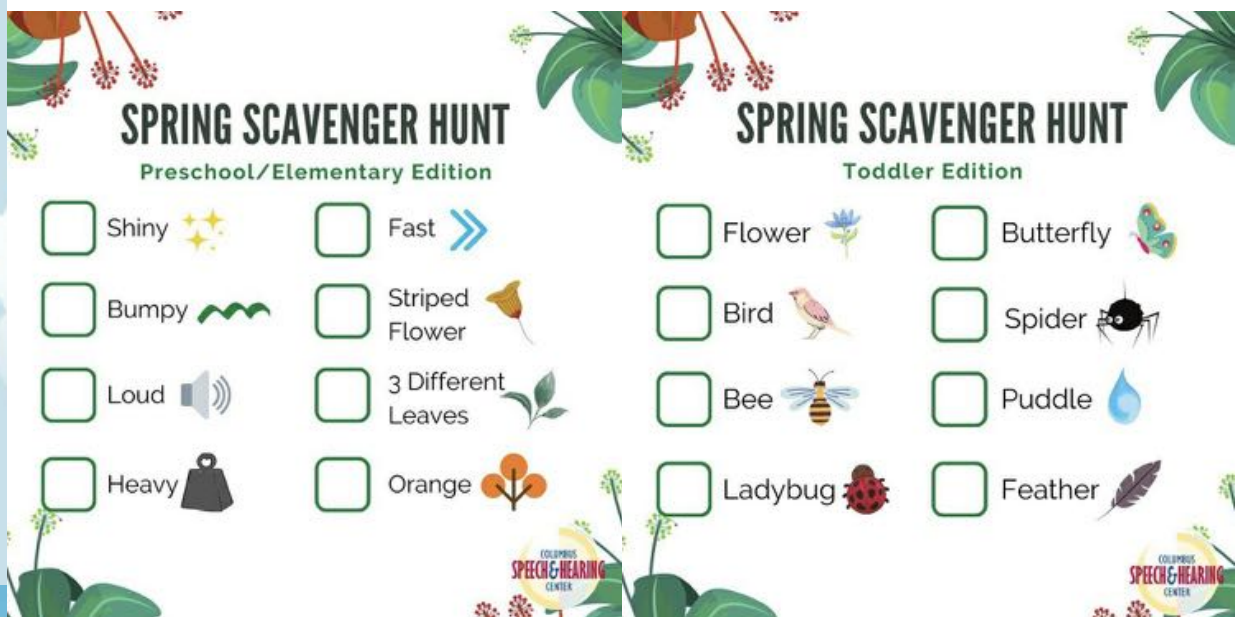 SPRING SCAVENGER HUNT
Preschool/Elementary Edition
Shiny
Fast
Bumpy
Striped
Flower
Loud
3 Different
Leaves
Heavy
Orange
COLUMBUS
SPEECH&HEARING
CENTER
SPRING SCAVENGER HUNT
Toddler Edition
Flower
Butterfly
Bird
Spider
Bee
Puddle
Ladybug
Feather
COLUMBUS
SPEECH&HEARING
CENTER